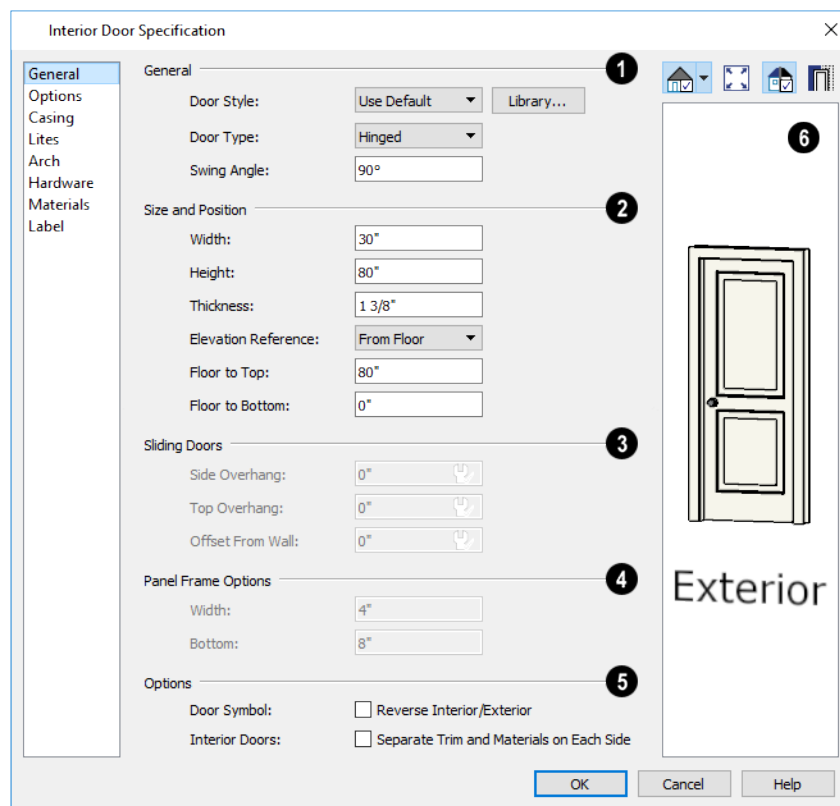 Interior Door Specification
General
Options
Casing
Lites
Arch
Hardware
Materials
Label
General
1
Door Style:
Use Default
Library...
Door Type:
Hinged
Swing Angle:
90°
Size and Position
2
Width:
30"
Height:
80"
Thickness:
1 3/8"
Elevation Reference:
From Floor
Floor to Top:
80"
Floor to Bottom:
0"
Sliding Doors
3
Side Overhang:
0"
Top Overhang:
0"
Offset From Wall:
0"
Panel Frame Options
4
Width:
4"
Bottom:
8"
Options
5
Door Symbol:
Reverse Interior/Exterior
Interior Doors:
Separate Trim and Materials on Each Side
6
Exterior
OK
Cancel
Help